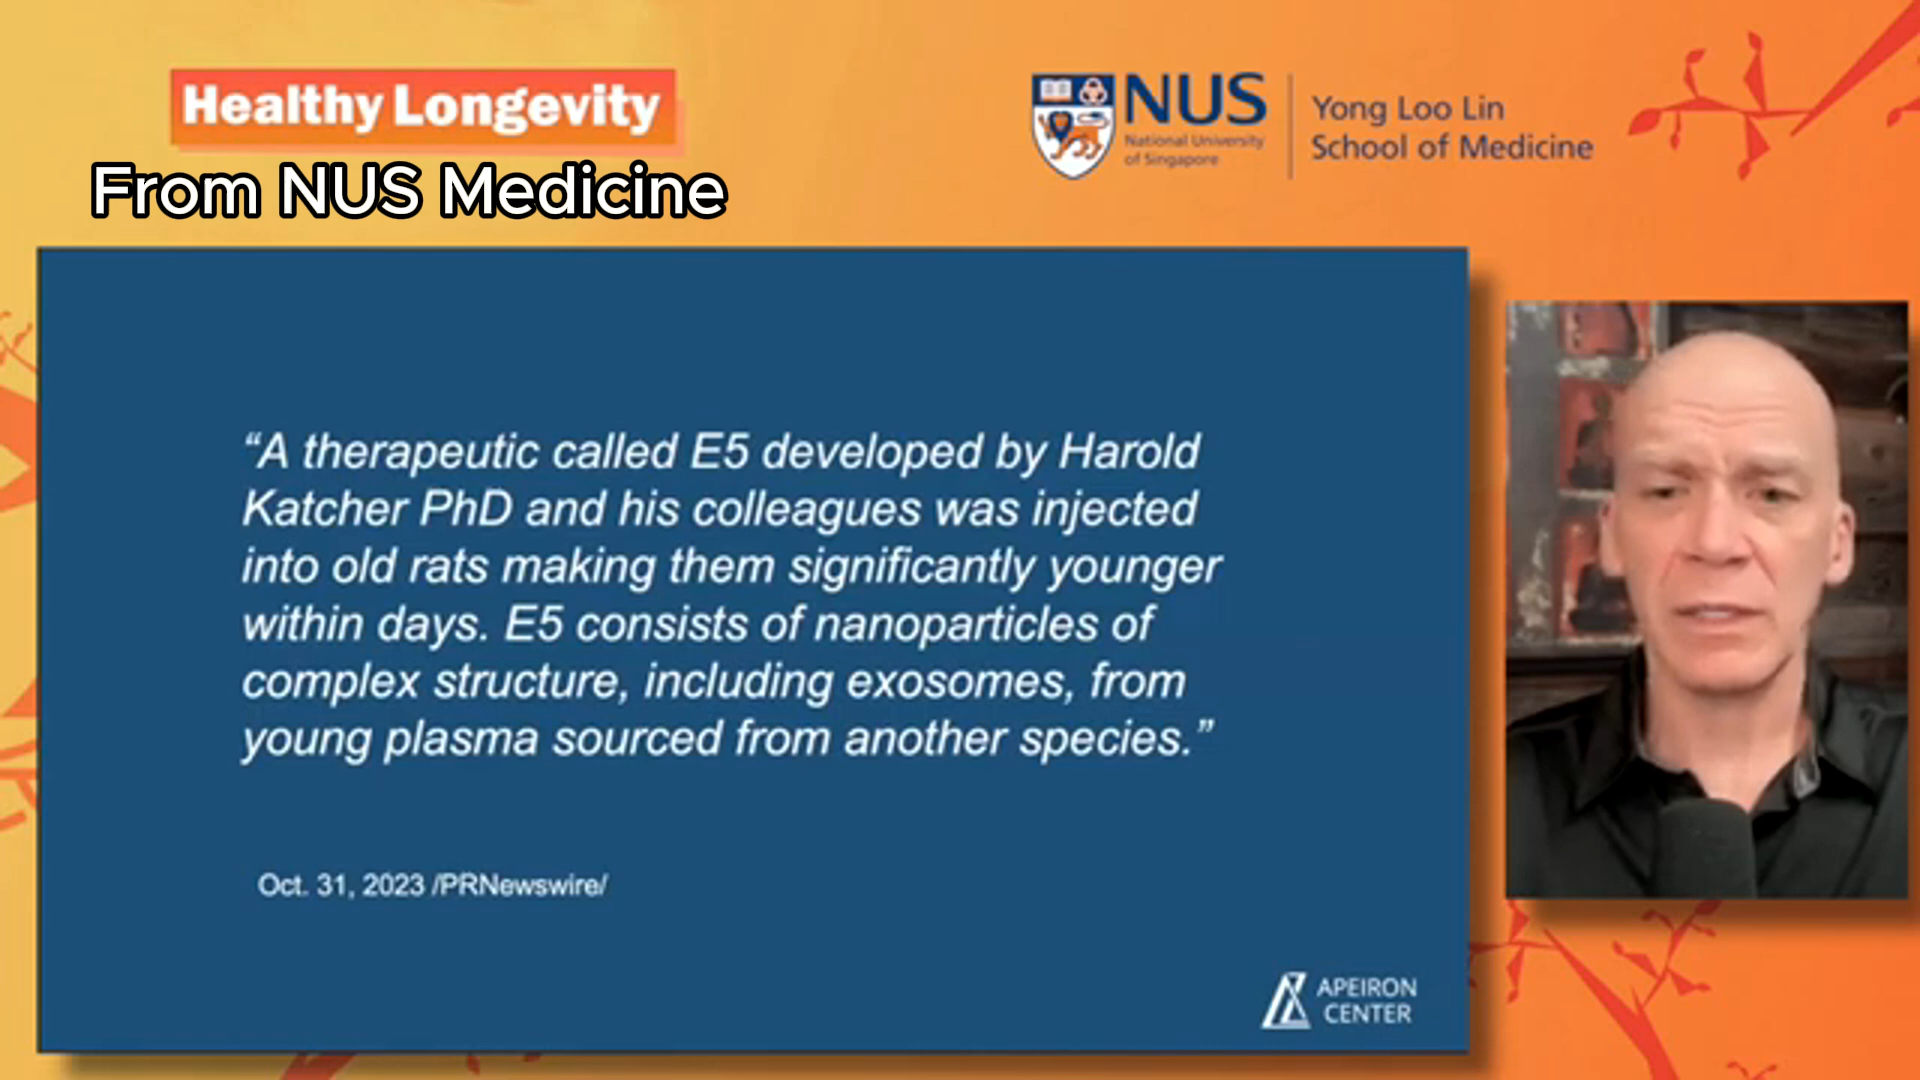 Healthy Longevity
From NUS Medicine
NUS
National University
of Singapore
Yong Loo Lin
School of Medicine
“A therapeutic called E5 developed by Harold
Katcher PhD and his colleagues was injected
into old rats making them significantly younger
within days. E5 consists of nanoparticles of
complex structure, including exosomes, from
young plasma sourced from another species.”
Oct. 31, 2023 /PRNewswire/
APEIRON
CENTER